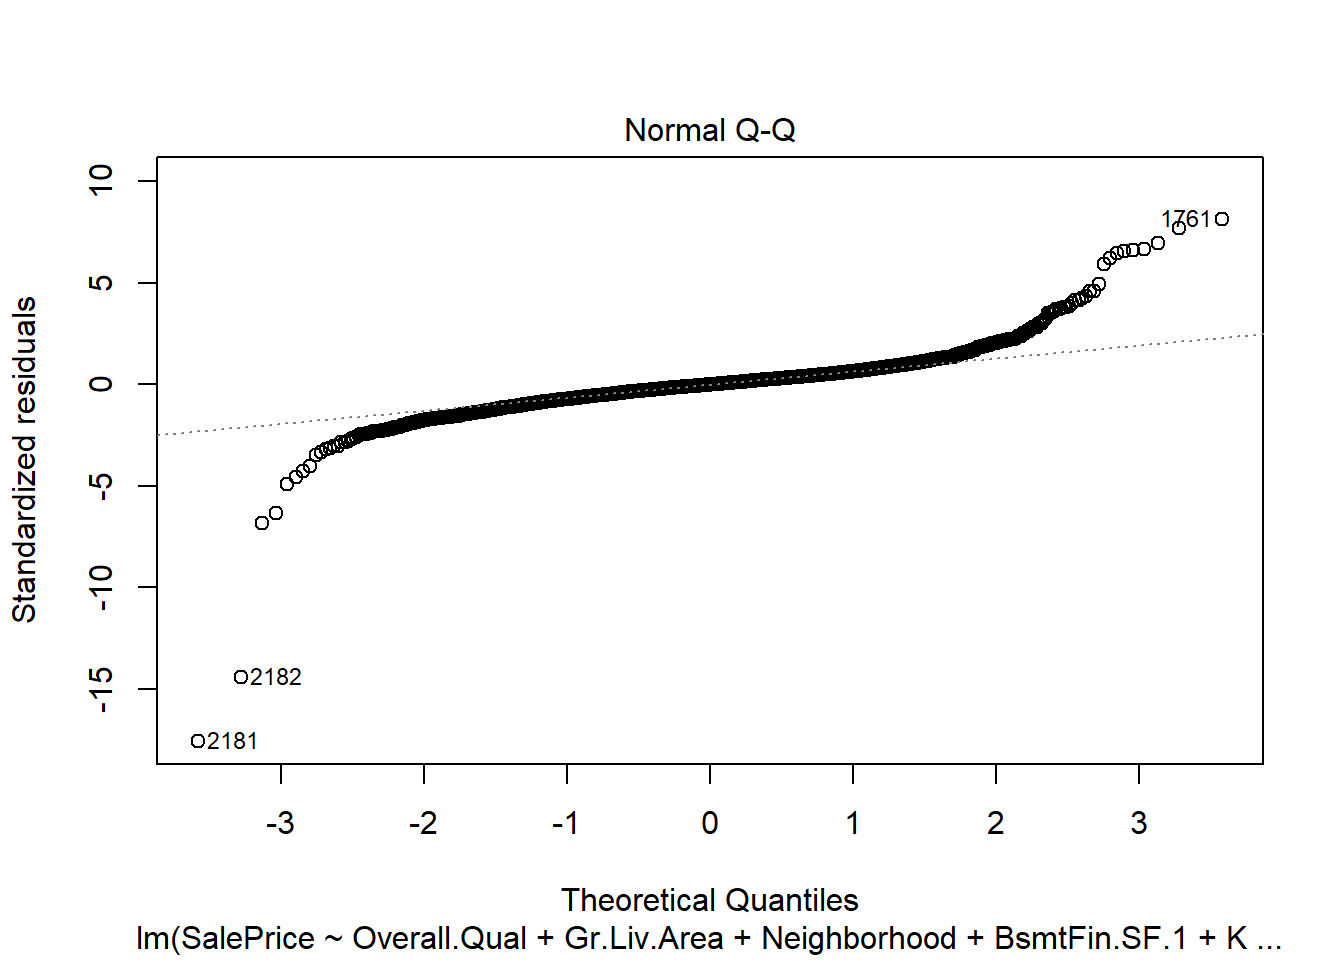 Normal Q-Q
Standardized residuals
10
5
0
-5
-10
-15
1761
2182
2181
-3 -2 -1 0 1 2 3
Theoretical Quantiles
lm(SalePrice ~ Overall.Qual + Gr.Liv.Area + Neighborhood + BsmtFin.SF.1 + K ...